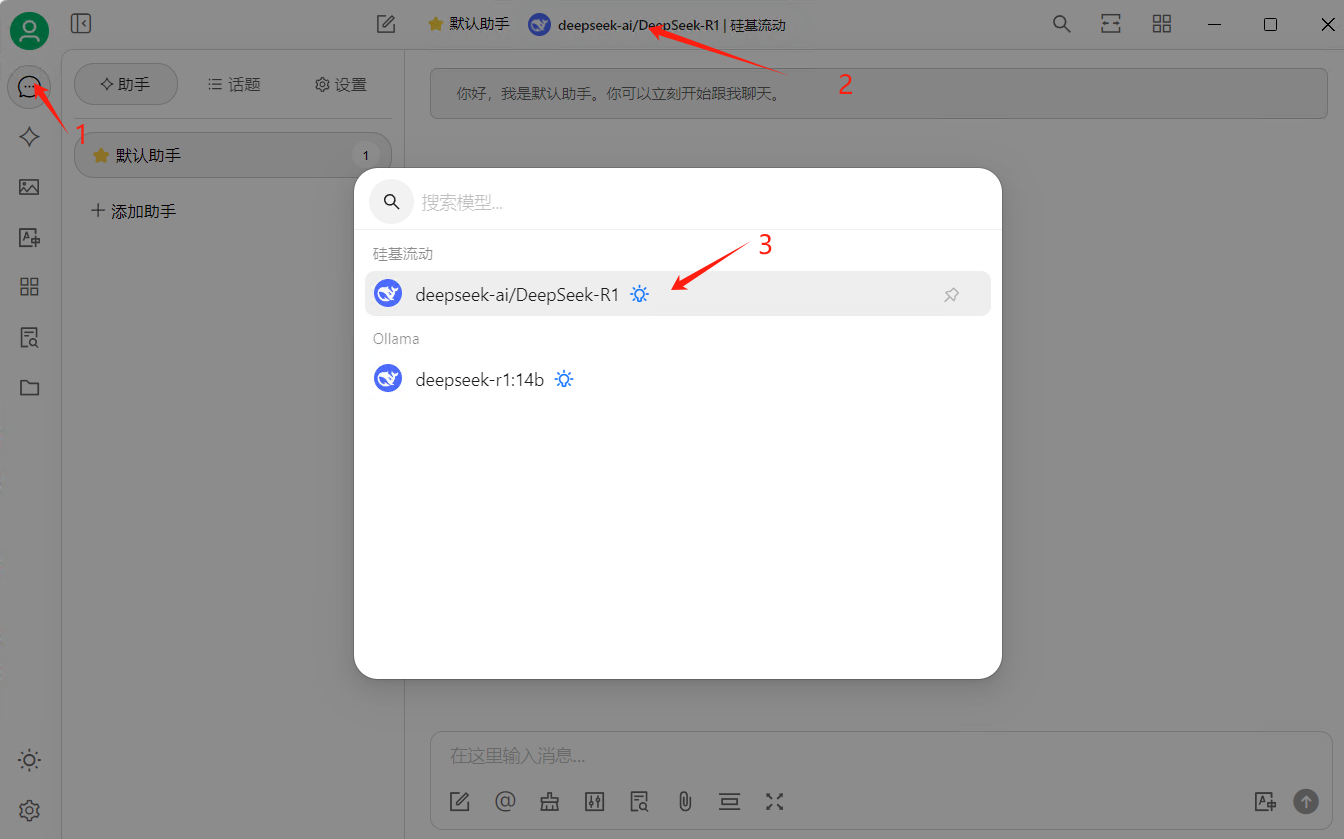 默认助手
deepseek-ai/DeepSeek-R1 | 硅基流动
助手
话题
设置
你好，我是默认助手。你可以立刻开始跟我聊天。
2
1
默认助手
1
添加助手
搜索模型...
硅基流动
3
deepseek-ai/DeepSeek-R1
Ollama
deepseek-r1:14b
在这里输入消息...